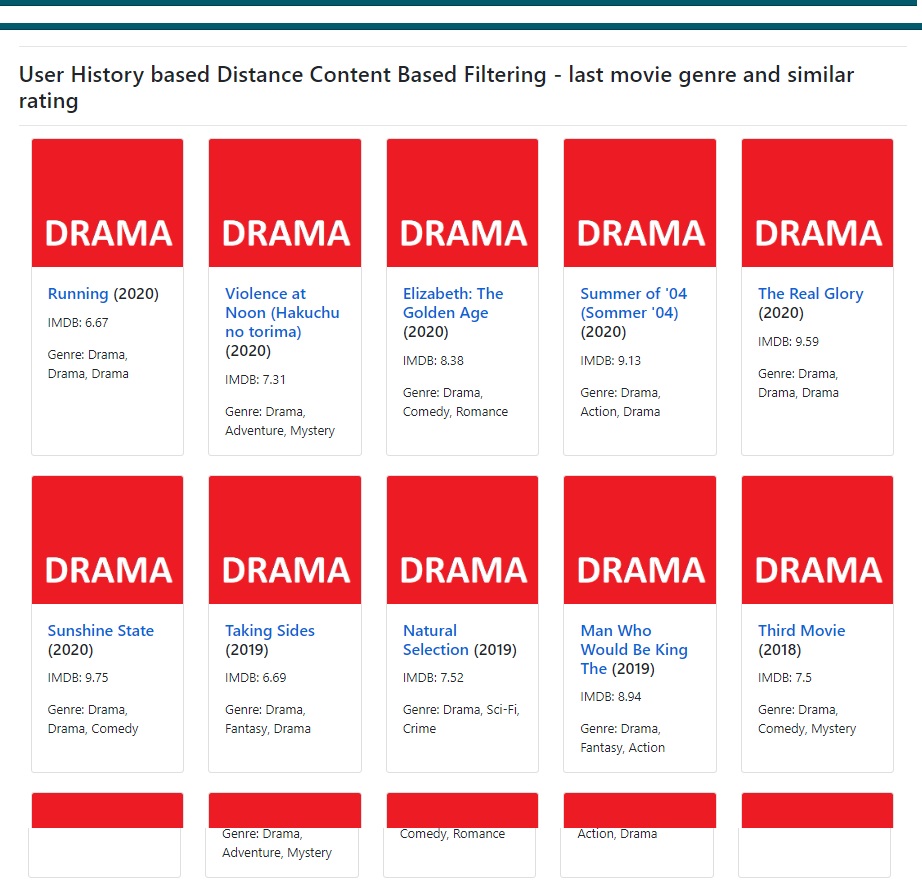 User History based Distance Content Based Filtering - last movie genre and similar
rating
DRAMA
Running (2020)
IMDB: 6.67
Genre: Drama,
Drama, Drama
DRAMA
Violence at
Noon (Hakuchu
no torima)
(2020)
IMDB: 7.31
Genre: Drama,
Adventure, Mystery
DRAMA
Elizabeth: The
Golden Age
(2020)
IMDB: 8.38
Genre: Drama,
Comedy, Romance
DRAMA
Summer of '04
(Sommer '04)
(2020)
IMDB: 9.13
Genre: Drama,
Action, Drama
DRAMA
The Real Glory
(2020)
IMDB: 9.59
Genre: Drama,
Drama, Drama
DRAMA
Sunshine State
(2020)
IMDB: 9.75
Genre: Drama,
Drama, Comedy
DRAMA
Taking Sides
(2019)
IMDB: 6.69
Genre: Drama,
Fantasy, Drama
DRAMA
Natural
Selection (2019)
IMDB: 7.52
Genre: Drama, Sci-Fi,
Crime
DRAMA
Man Who
Would Be King
The (2019)
IMDB: 8.94
Genre: Drama,
Fantasy, Action
DRAMA
Third Movie
(2018)
IMDB: 7.5
Genre: Drama,
Comedy, Mystery
Genre: Drama,
Adventure, Mystery
Comedy, Romance
Action, Drama